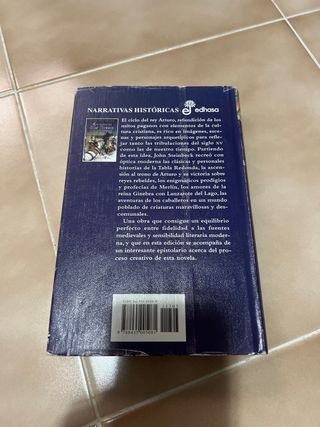 NARRATIVAS HISTÓRICAS edhasa
El ciclo del rey Arturo, refundición de los
mitos paganos con elementos de la cul-
tura cristiana, es rico en imágenes, esce-
nas y personajes arquetípicos para refle-
jar tanto las tribulaciones del siglo XV
como las de nuestro tiempo. Partiendo
de esta idea, John Steinbeck recreó con
óptica moderna las clásicas y personales
historias de la Tabla Redonda, la ascen-
sión al trono de Arturo y su victoria sobre
reyes rebeldes, los enigmáticos prodigios
y profecías de Merlín, los amores de la
reina Ginebra con Lanzarote del Lago, las
aventuras de los caballeros en un mundo
poblado de criaturas maravillosas y des-
comunales.
Una obra que consigue un equilibrio
perfecto entre fidelidad a las fuentes
medievales y sensibilidad literaria moder-
na, y que en esta edición se acompaña de
un interesante epistolario acerca del pro-
ceso creativo de esta novela.